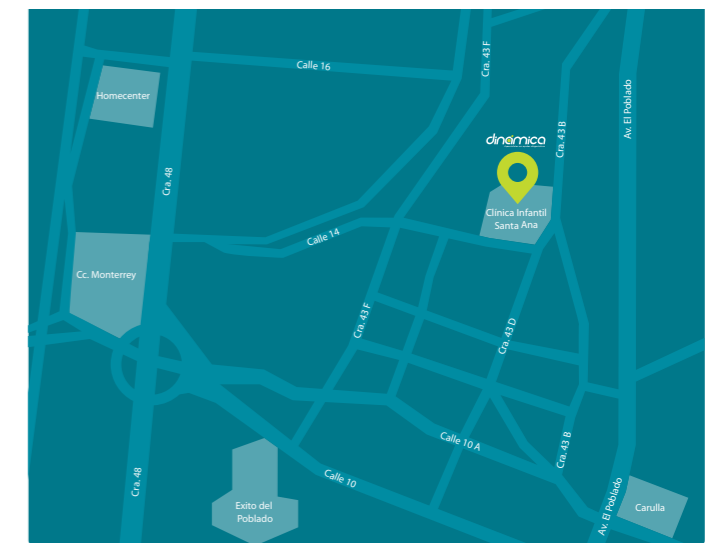 Cra. 43 F
Calle 16
Av. El Poblado
Homecenter
dinámica
Cra. 43 B
Cra. 48
Clínica Infantil
Santa Ana
Calle 14
Cc. Monterrey
Cra. 43 F
Cra. 43 D
Calle 10 A
Cra. 43 B
Calle 10
Cra. 48
Exito del
Poblado
Av. El Poblado
Carulla